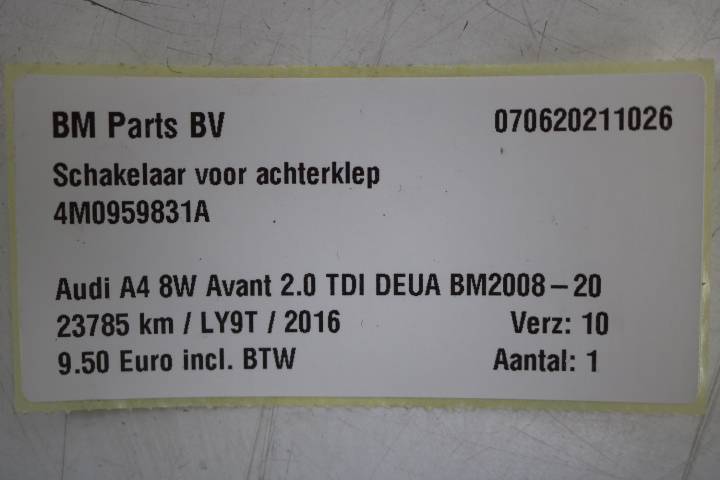 BM Parts BV 070620211026
Schakelaar voor achterklep
4M0959831A
Audi A4 8W Avant 2.0 TDI DEUA BM2008-20
23785 km / LY9T / 2016 Verz: 10
9.50 Euro incl. BTW Aantal: 1